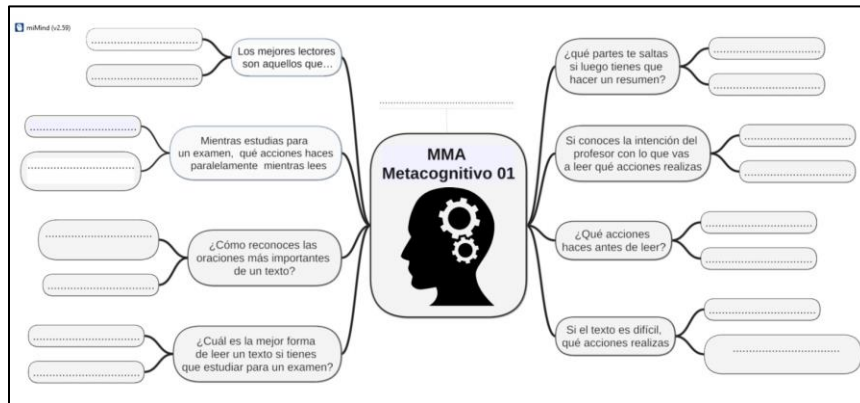 miMind (v2.59)
Los mejores lectores
son aquellos que...
Mientras estudias para
un examen, qué acciones haces
paralelamente mientras lees
¿Cómo reconoces las
oraciones más importantes
de un texto?
¿Cuál es la mejor forma
de leer un texto si tienes
que estudiar para un examen?
MMA
Metacognitivo 01
¿qué partes te saltas
si luego tienes que
hacer un resumen?
Si conoces la intención del
profesor con lo que vas
a leer qué acciones realizas
¿Qué acciones
haces antes de leer?
Si el texto es difícil,
qué acciones realizas